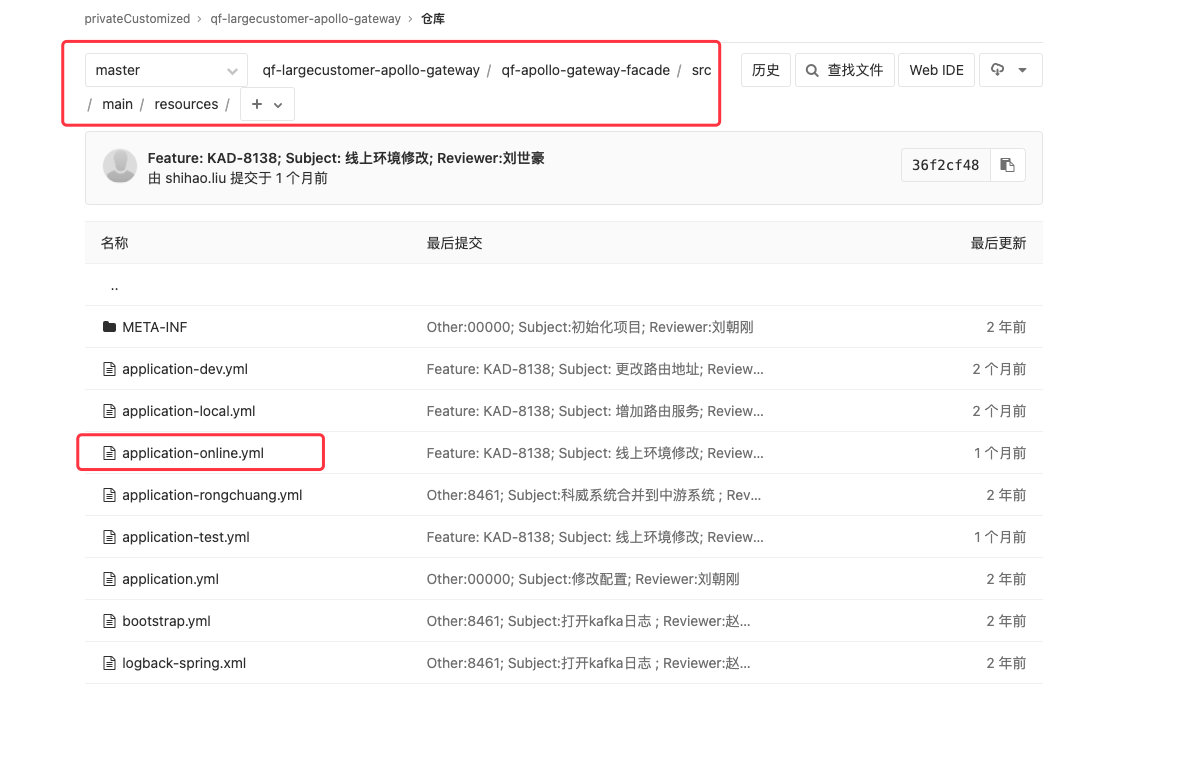 privateCustomized › qf-largecustomer-apollo-gateway › 仓库
master qf-largecustomer-apollo-gateway / qf-apollo-gateway-facade / src
/ main / resources / +
历史 查找文件 Web IDE
Feature: KAD-8138; Subject: 线上环境修改; Reviewer:刘世豪
由 shihao.liu 提交于 1 个月前
36f2cf48
名称 最后提交 最后更新
..
META-INF Other:00000; Subject:初始化项目; Reviewer:刘朝刚 2 年前
application-dev.yml Feature: KAD-8138; Subject: 更改路由地址; Review... 2 个月前
application-local.yml Feature: KAD-8138; Subject: 增加路由服务; Review... 2 个月前
application-online.yml Feature: KAD-8138; Subject: 线上环境修改; Review... 1 个月前
application-rongchuang.yml Other:8461; Subject:科威系统合并到中游系统 ; Rev... 2 年前
application-test.yml Feature: KAD-8138; Subject: 线上环境修改; Review... 1 个月前
application.yml Other:00000; Subject:修改配置; Reviewer:刘朝刚 2 年前
bootstrap.yml Other:8461; Subject:打开kafka日志 ; Reviewer:赵... 2 年前
logback-spring.xml Other:8461; Subject:打开kafka日志 ; Reviewer:赵... 2 年前